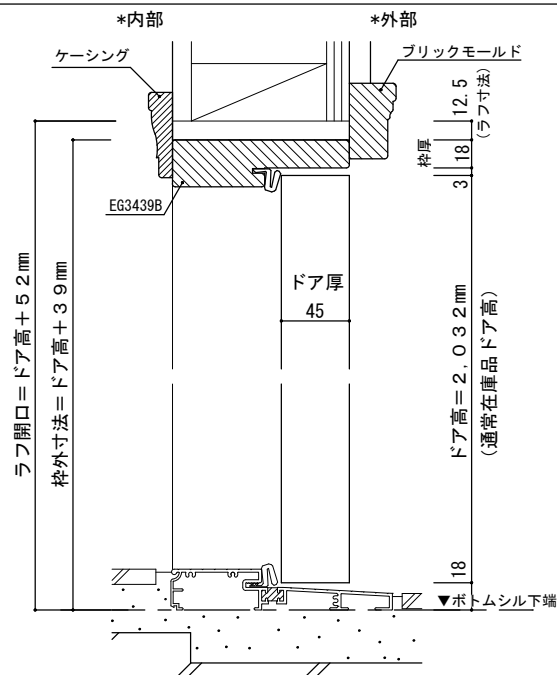 *内部
*外部
ケーシング
ブリックモールド
12.5
(ラフ寸法)
枠厚
18
3
EG3439B
ドア厚
45
ラフ開口＝ドア高＋５２㎜
枠外寸法＝ドア高＋３９㎜
ドア高＝２，０３２㎜
(通常在庫品ドア高)
18
▼ボトムシル下端